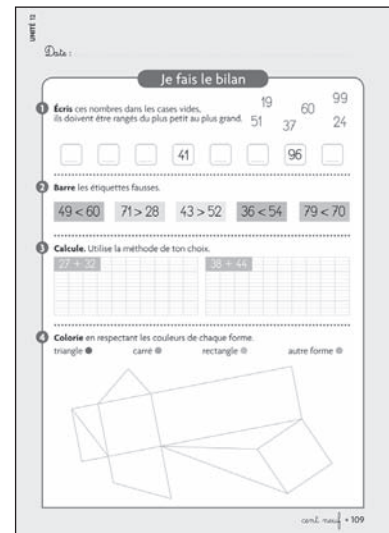 UNITÉ 12
Date :
Je fais le bilan
1 Écris ces nombres dans les cases vides,
ils doivent être rangés du plus petit au plus grand.
19 60 99
51 37 24
41 96
2 Barre les étiquettes fausses.
49 < 60 71 > 28 43 > 52 36 < 54 79 < 70
3 Calcule. Utilise la méthode de ton choix.
27 + 32 38 + 44
4 Colorie en respectant les couleurs de chaque forme.
triangle carré rectangle autre forme
cent neuf • 109